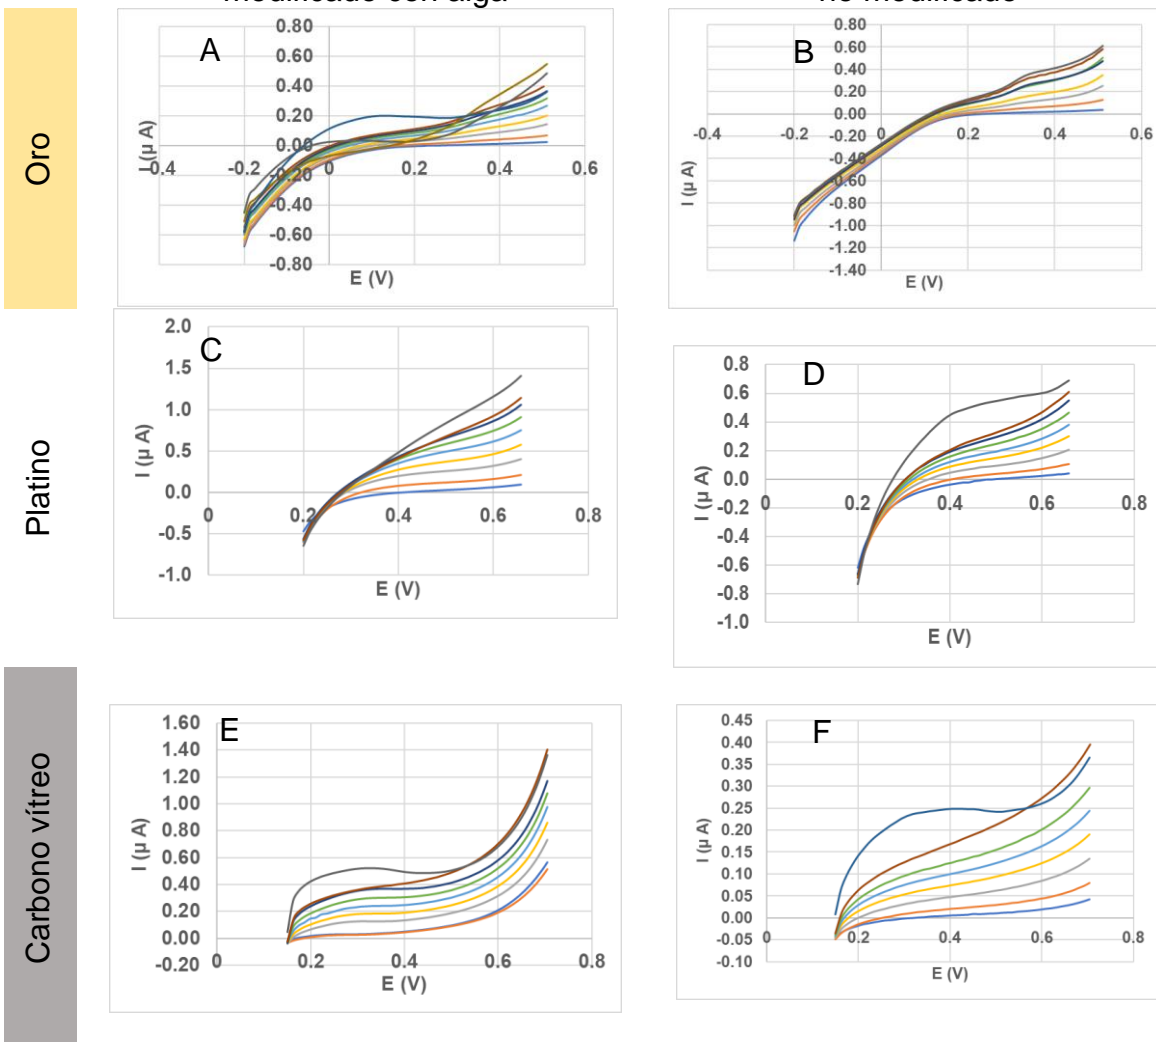 modificado con alga
no modificado
Oro
A
0.80
0.60
0.40
0.20
0.00
-0.20
-0.40
-0.60
-0.80
-0.4 -0.2 0 0.2 0.4 0.6
I (µ A)
E (V)
B
0.80
0.60
0.40
0.20
0.00
-0.20
-0.40
-0.60
-0.80
-1.00
-1.20
-1.40
-0.4 -0.2 0 0.2 0.4 0.6
I (µ A)
E (V)
Platino
C
2.0
1.5
1.0
0.5
0.0
-0.5
-1.0
0 0.2 0.4 0.6 0.8
I (µ A)
E (V)
D
0.8
0.6
0.4
0.2
0.0
-0.2
-0.4
-0.6
-0.8
-1.0
0 0.2 0.4 0.6 0.8
I (µ A)
E (V)
Carbono vítreo
E
1.60
1.40
1.20
1.00
0.80
0.60
0.40
0.20
0.00
-0.20
0 0.2 0.4 0.6 0.8
I (µ A)
E (V)
F
0.45
0.40
0.35
0.30
0.25
0.20
0.15
0.10
0.05
0.00
-0.05
-0.10
0 0.2 0.4 0.6 0.8
I (µ A)
E (V)